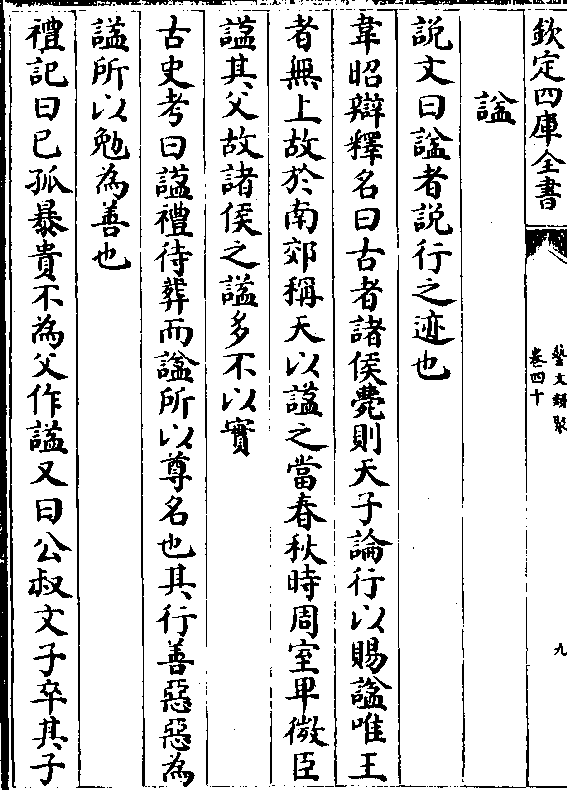 欽定四庫全書
藝文類聚
卷四十
九
謚
説文曰謚者説行之迹也
韋昭辯釋名曰古者諸侯薨則天子論行以賜謚唯王
者無上故於南郊稱天以謚之當春秋時周室卑微臣
謚其父故諸侯之謚多不以實
古史考曰謚禮待葬而謚所以尊名也其行善惡惡為
謚所以勉為善也
禮記曰已孤暴貴不為父作謚又曰公叔文子卒其子